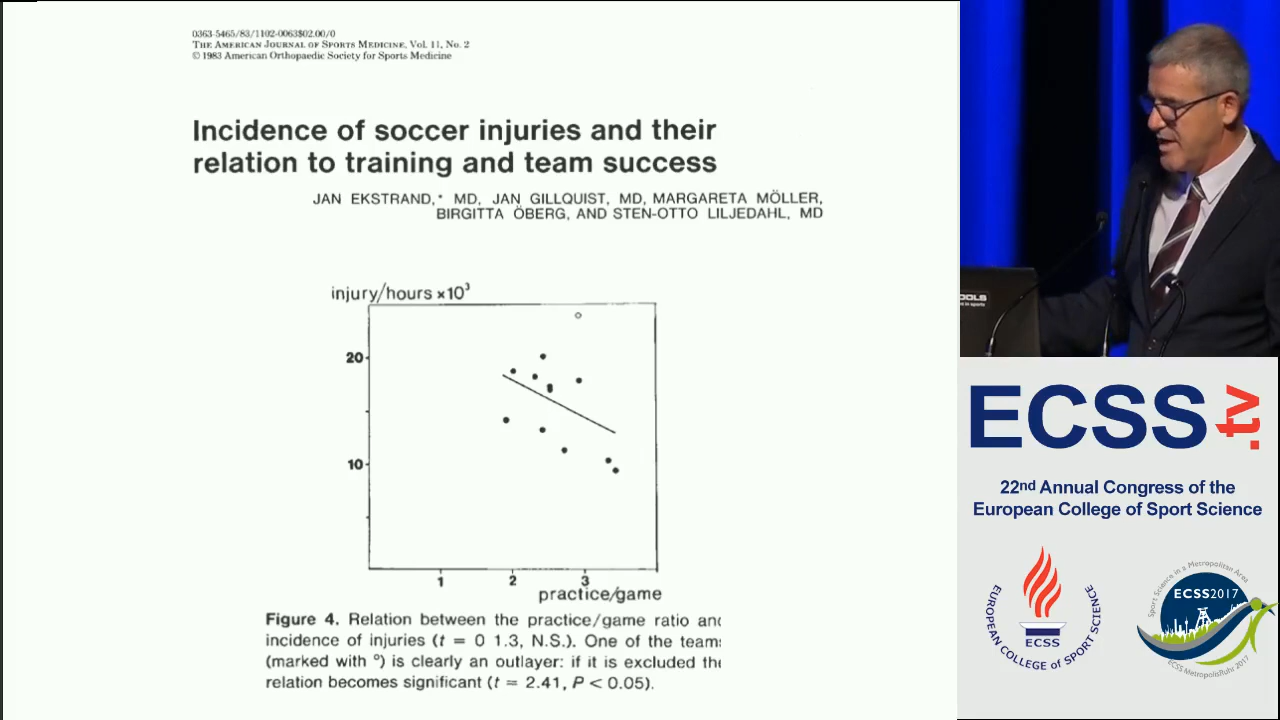 0363-5465/83/1102-0063$02.00/0
THE AMERICAN JOURNAL OF SPORTS MEDICINE, Vol. 11, No. 2
© 1983 American Orthopaedic Society for Sports Medicine
Incidence of soccer injuries and their
relation to training and team success
JAN EKSTRAND,* MD, JAN GILLQUIST, MD, MARGARETA MÖLLER,
BIRGITTA ÖBERG, AND STEN-OTTO LILJEDAHL, MD
injury/hours ×10³
20
10
1 2 3
practice/game
Figure 4. Relation between the practice/game ratio and
incidence of injuries (t = 0 1.3, N.S.). One of the team
(marked with °) is clearly an outlayer: if it is excluded the
relation becomes significant (t = 2.41, P < 0.05).
OOLS
ECSS.tv
22nd Annual Congress of the
European College of Sport Science
EUROPEAN COLLEGE OF SPORT SCIENCE
ECSS
Sport Science in a Metropolitan Area
ECSS2017
ECSS MetropolisRuhr 2017